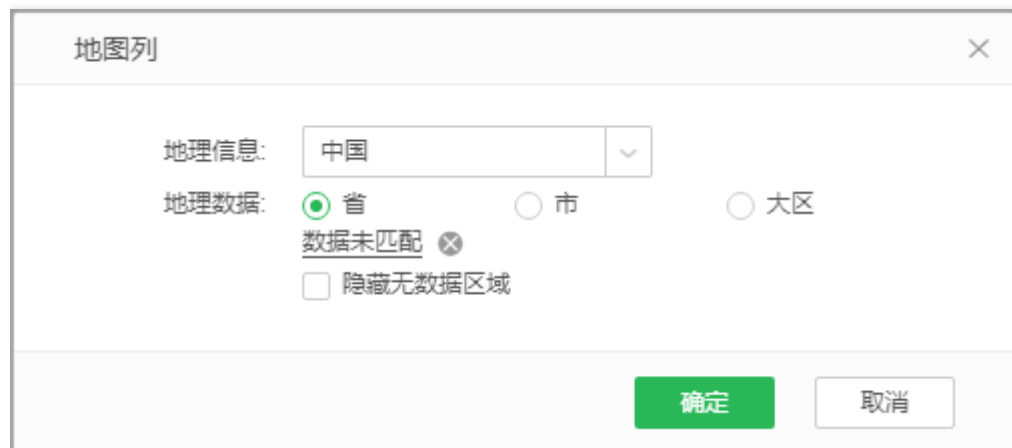 地图列
地理信息: 中国
地理数据: 省 市 大区
数据未匹配
隐藏无数据区域
确定 取消